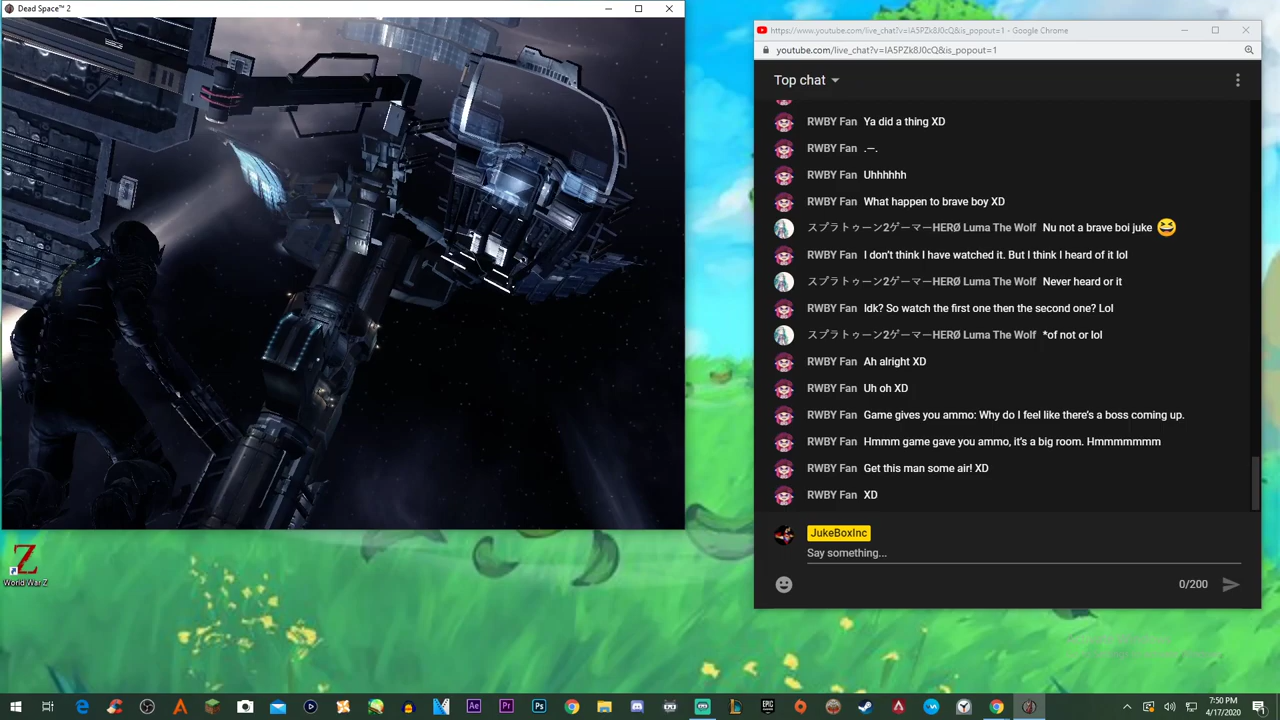 Dead Space™ 2
https://www.youtube.com/live_chat?v=IA5PZk8J0cQ&is_popout=1 - Google Chrome
youtube.com/live_chat?v=IA5PZk8J0cQ&is_popout=1
Top chat
RWBY Fan Ya did a thing XD
RWBY Fan .—.
RWBY Fan Uhhhhhh
RWBY Fan What happen to brave boy XD
スプラトゥーン2ゲーマーHERØ Luma The Wolf Nu not a brave boi juke 😆
RWBY Fan I don't think I have watched it. But I think I heard of it lol
スプラトゥーン2ゲーマーHERØ Luma The Wolf Never heard or it
RWBY Fan Idk? So watch the first one then the second one? Lol
スプラトゥーン2ゲーマーHERØ Luma The Wolf *of not or lol
RWBY Fan Ah alright XD
RWBY Fan Uh oh XD
RWBY Fan Game gives you ammo: Why do I feel like there's a boss coming up.
RWBY Fan Hmmm game gave you ammo, it's a big room. Hmmmmmmm
RWBY Fan Get this man some air! XD
RWBY Fan XD
JukeBoxInc
Say something...
0/200
Z
World War Z
Ae Pr Ps
EPIC
7:50 PM
4/17/2020